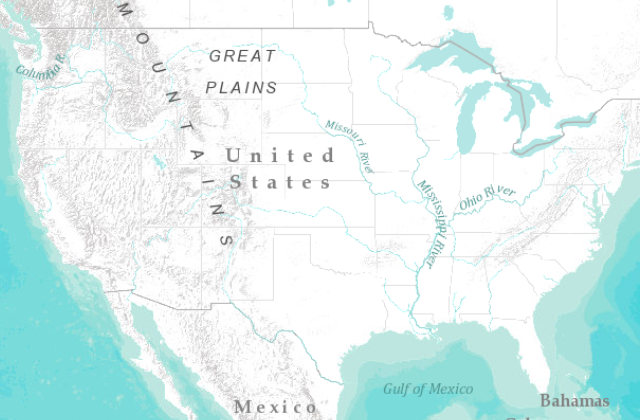 MOUNTAINS
GREAT
PLAINS
Columbia R.
Missouri River
United
States
Mississippi River
Ohio River
Gulf of Mexico
Bahamas
Mexico